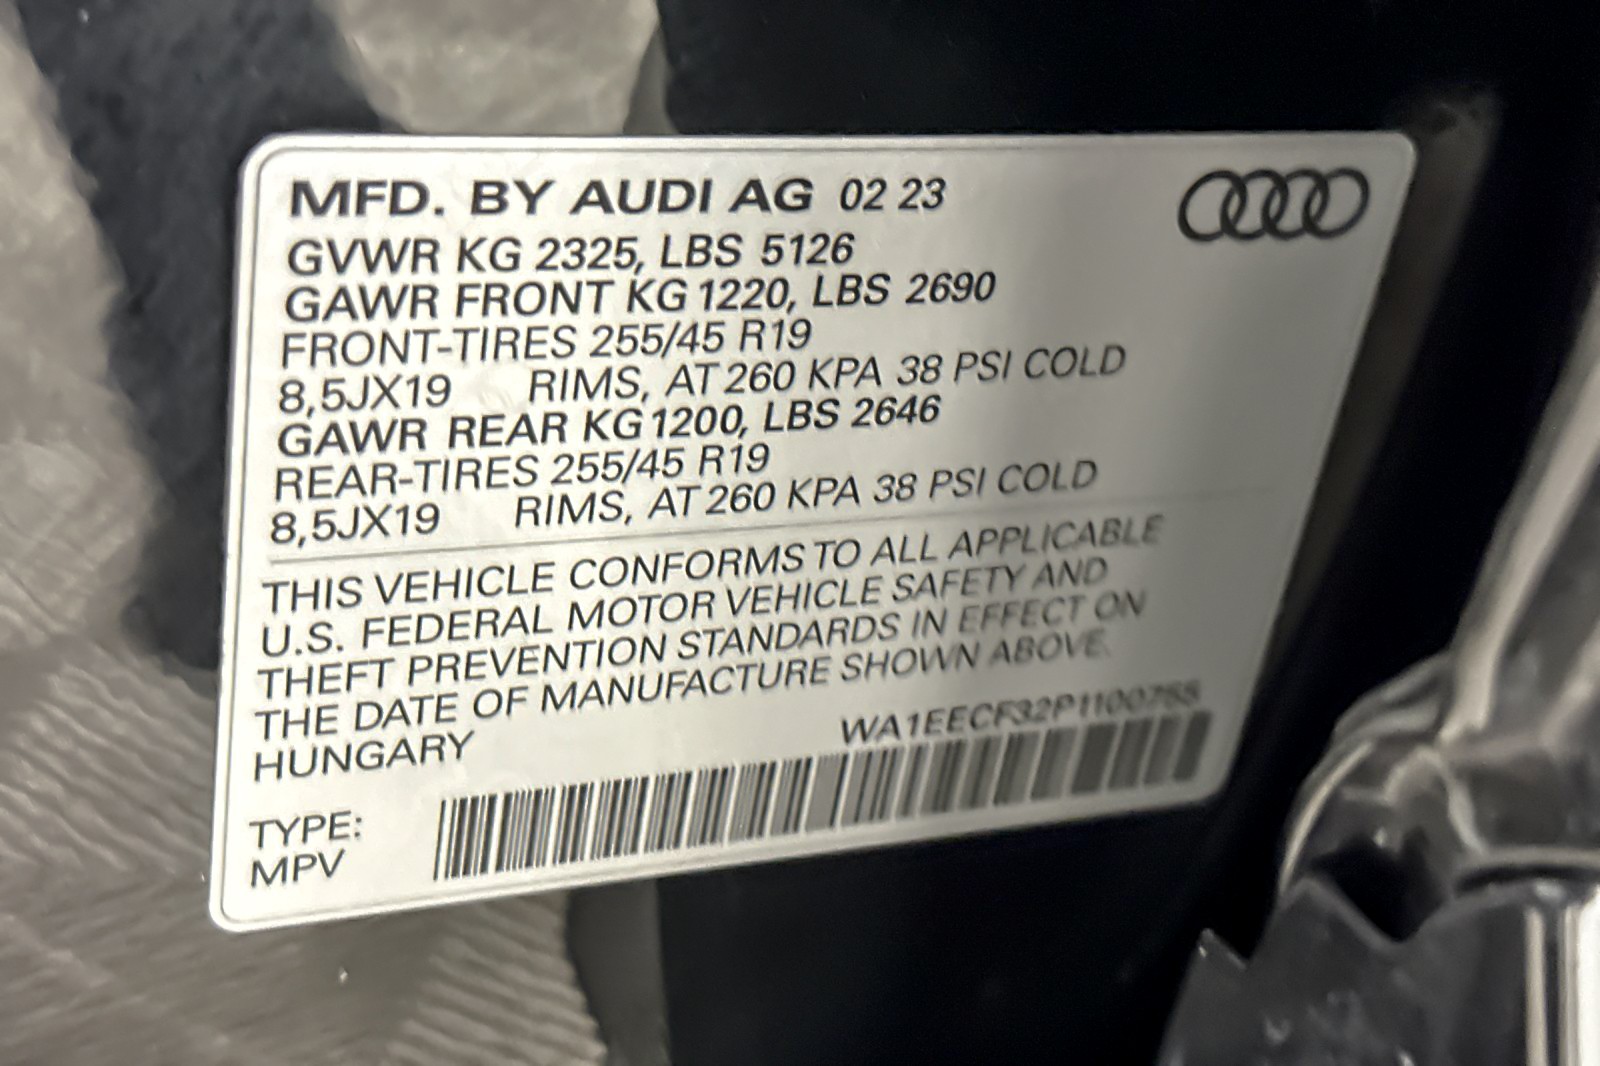 MFD. BY AUDI AG 02 23
GVWR KG 2325, LBS 5126
GAWR FRONT KG 1220, LBS 2690
FRONT-TIRES 255/45 R19
8,5JX19 RIMS, AT 260 KPA 38 PSI COLD
GAWR REAR KG 1200, LBS 2646
REAR-TIRES 255/45 R19
8,5JX19 RIMS, AT 260 KPA 38 PSI COLD
THIS VEHICLE CONFORMS TO ALL APPLICABLE
U.S. FEDERAL MOTOR VEHICLE SAFETY AND
THEFT PREVENTION STANDARDS IN EFFECT ON
THE DATE OF MANUFACTURE SHOWN ABOVE.
HUNGARY
WA1EECF32P1100755
TYPE:
MPV